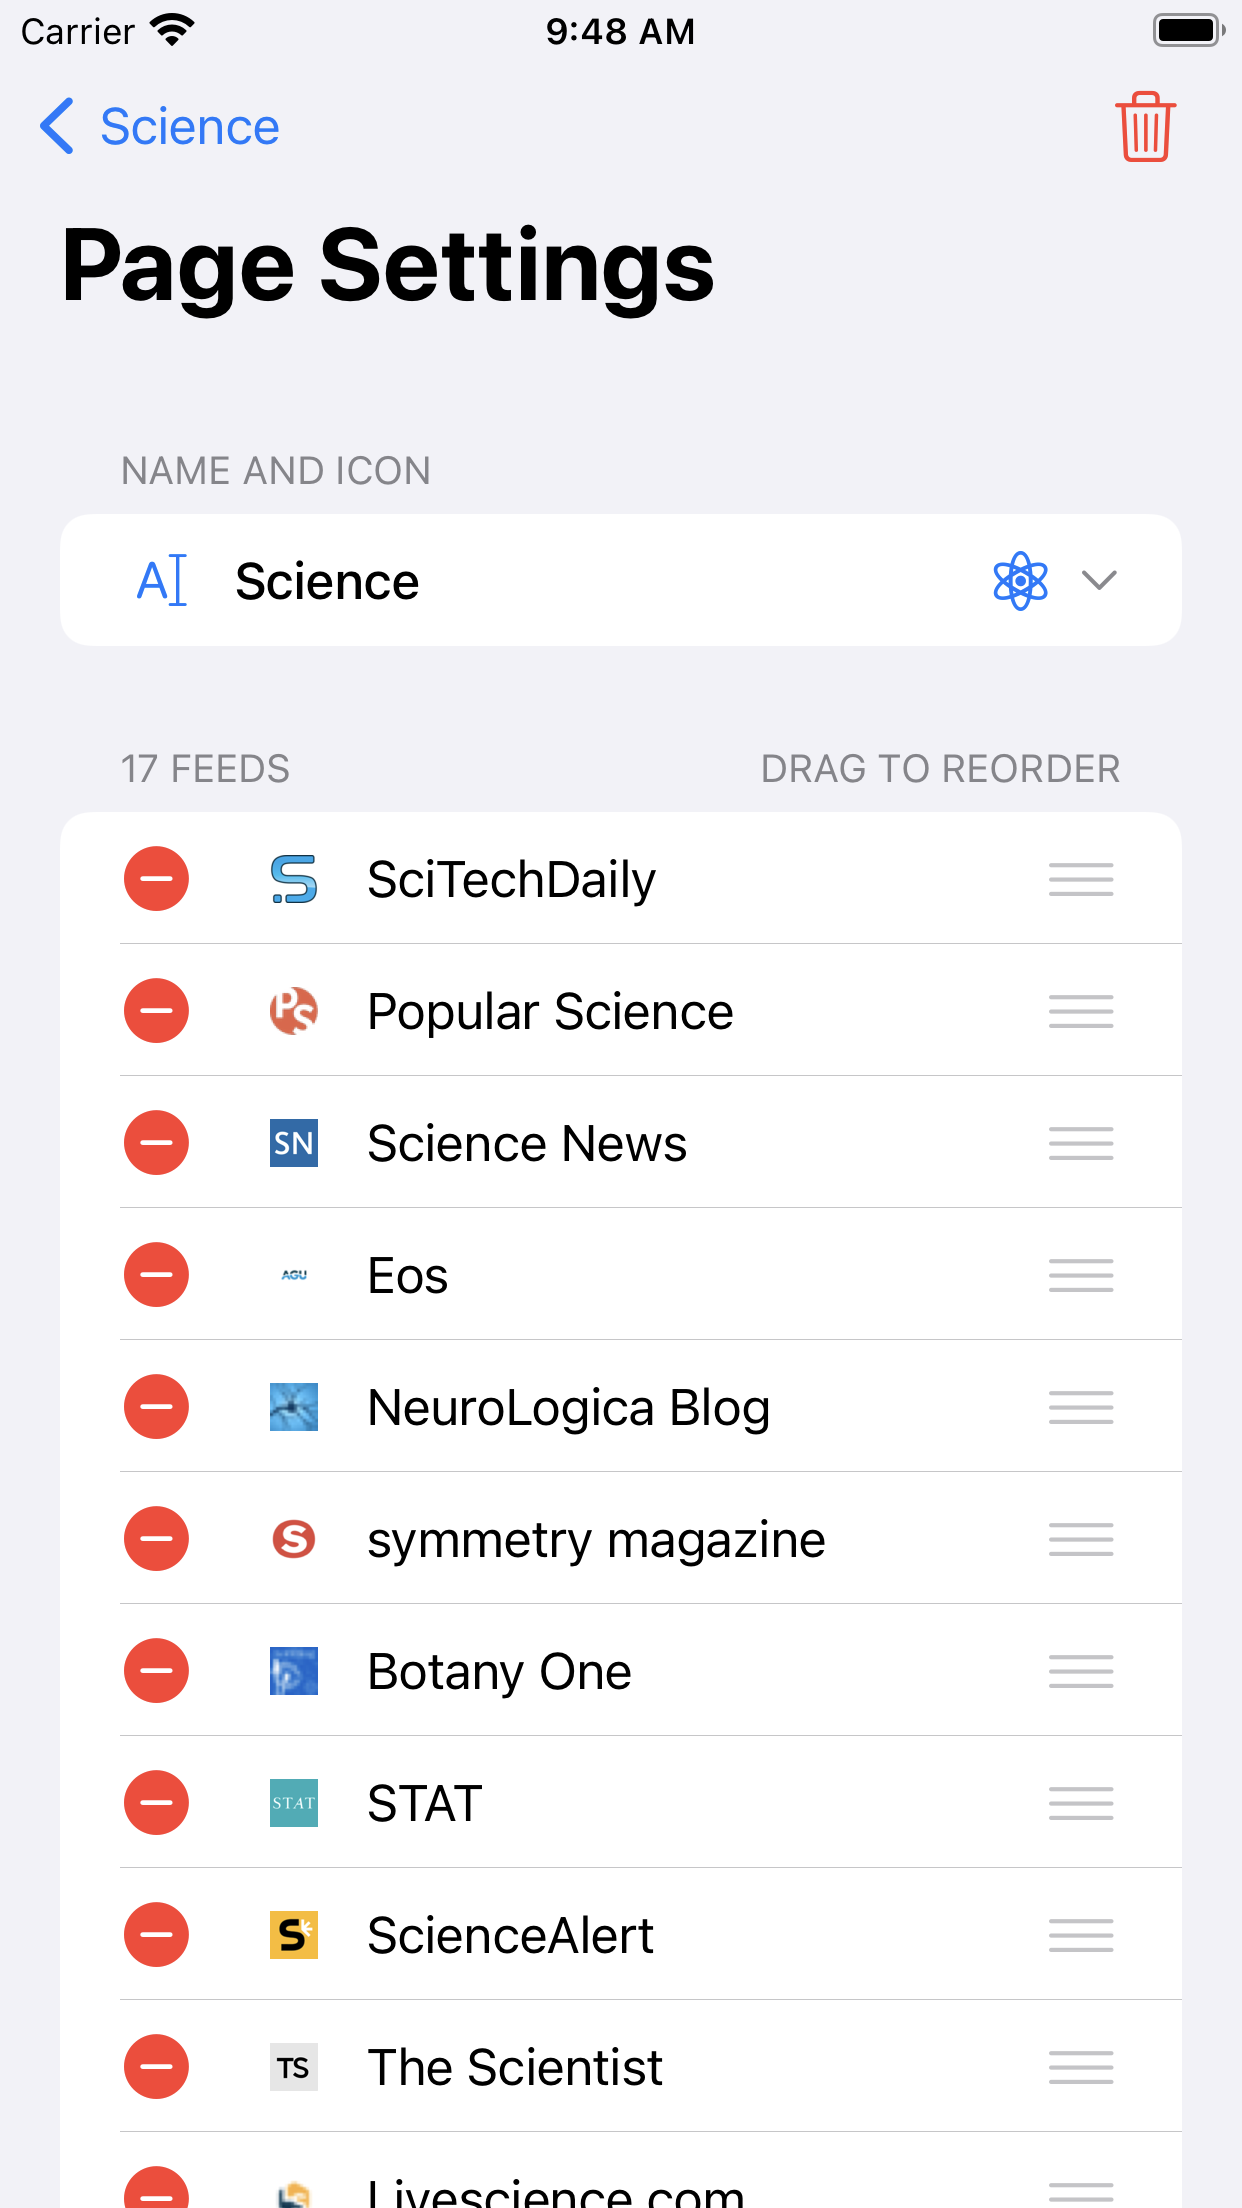 Carrier 9:48 AM
Science
Page Settings
NAME AND ICON
A Science
17 FEEDS DRAG TO REORDER
SciTechDaily
PS Popular Science
SN Science News
AGU Eos
NeuroLogica Blog
S symmetry magazine
Botany One
STAT STAT
S ScienceAlert
TS The Scientist
Livescience.com